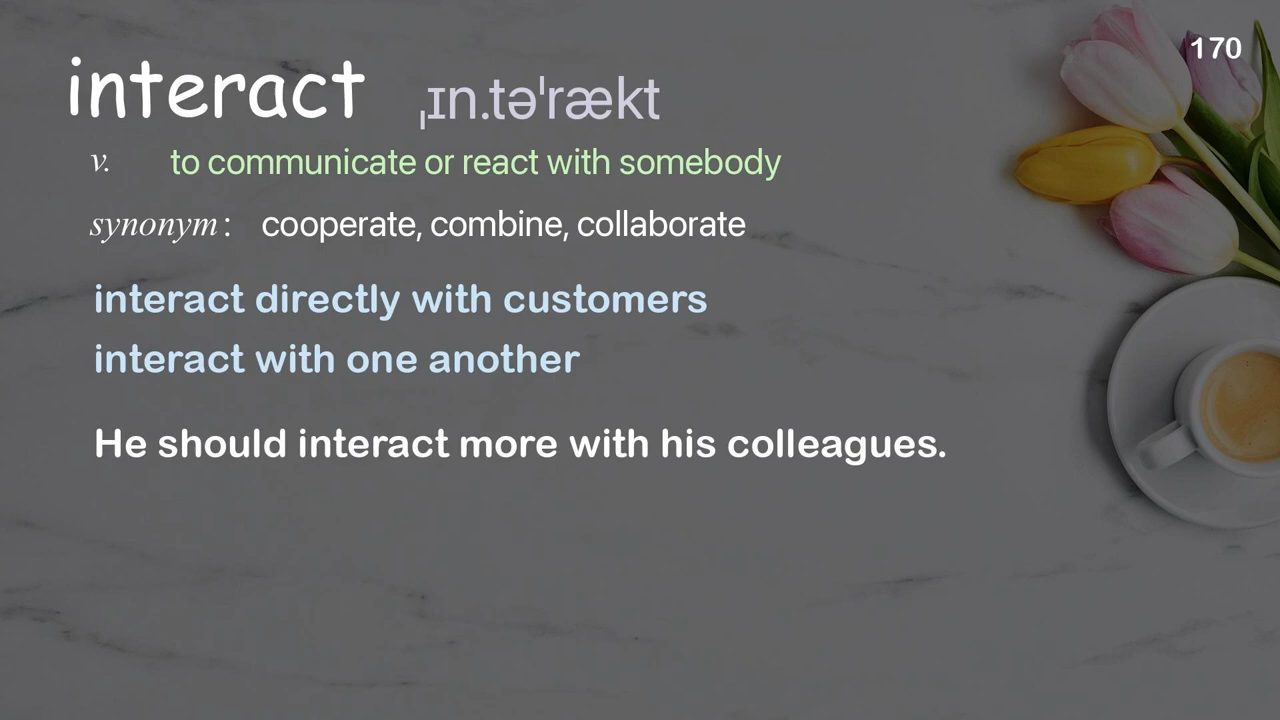 170
interact ˌɪn.təˈrækt
v. to communicate or react with somebody
synonym: cooperate, combine, collaborate
interact directly with customers
interact with one another
He should interact more with his colleagues.